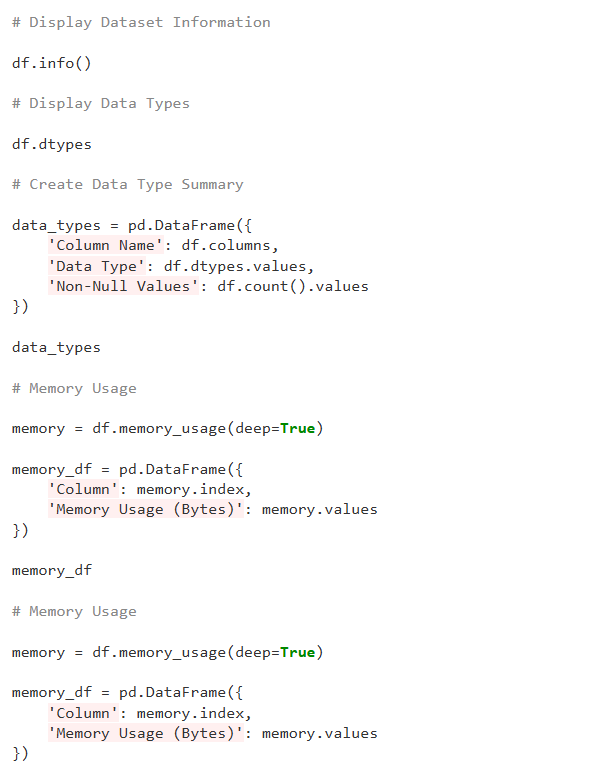 # Display Dataset Information
df.info()
# Display Data Types
df.dtypes
# Create Data Type Summary
data_types = pd.DataFrame({
    'Column Name': df.columns,
    'Data Type': df.dtypes.values,
    'Non-Null Values': df.count().values
})
data_types
# Memory Usage
memory = df.memory_usage(deep=True)
memory_df = pd.DataFrame({
    'Column': memory.index,
    'Memory Usage (Bytes)': memory.values
})
memory_df
# Memory Usage
memory = df.memory_usage(deep=True)
memory_df = pd.DataFrame({
    'Column': memory.index,
    'Memory Usage (Bytes)': memory.values
})